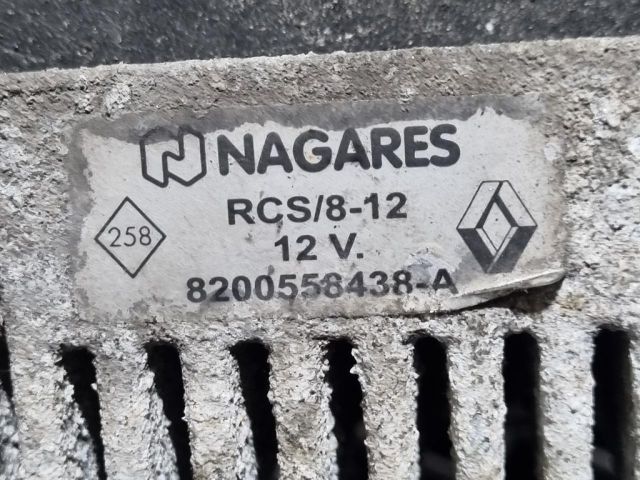 NAGARES
RCS/8-12
258
12 V.
8200558438-A